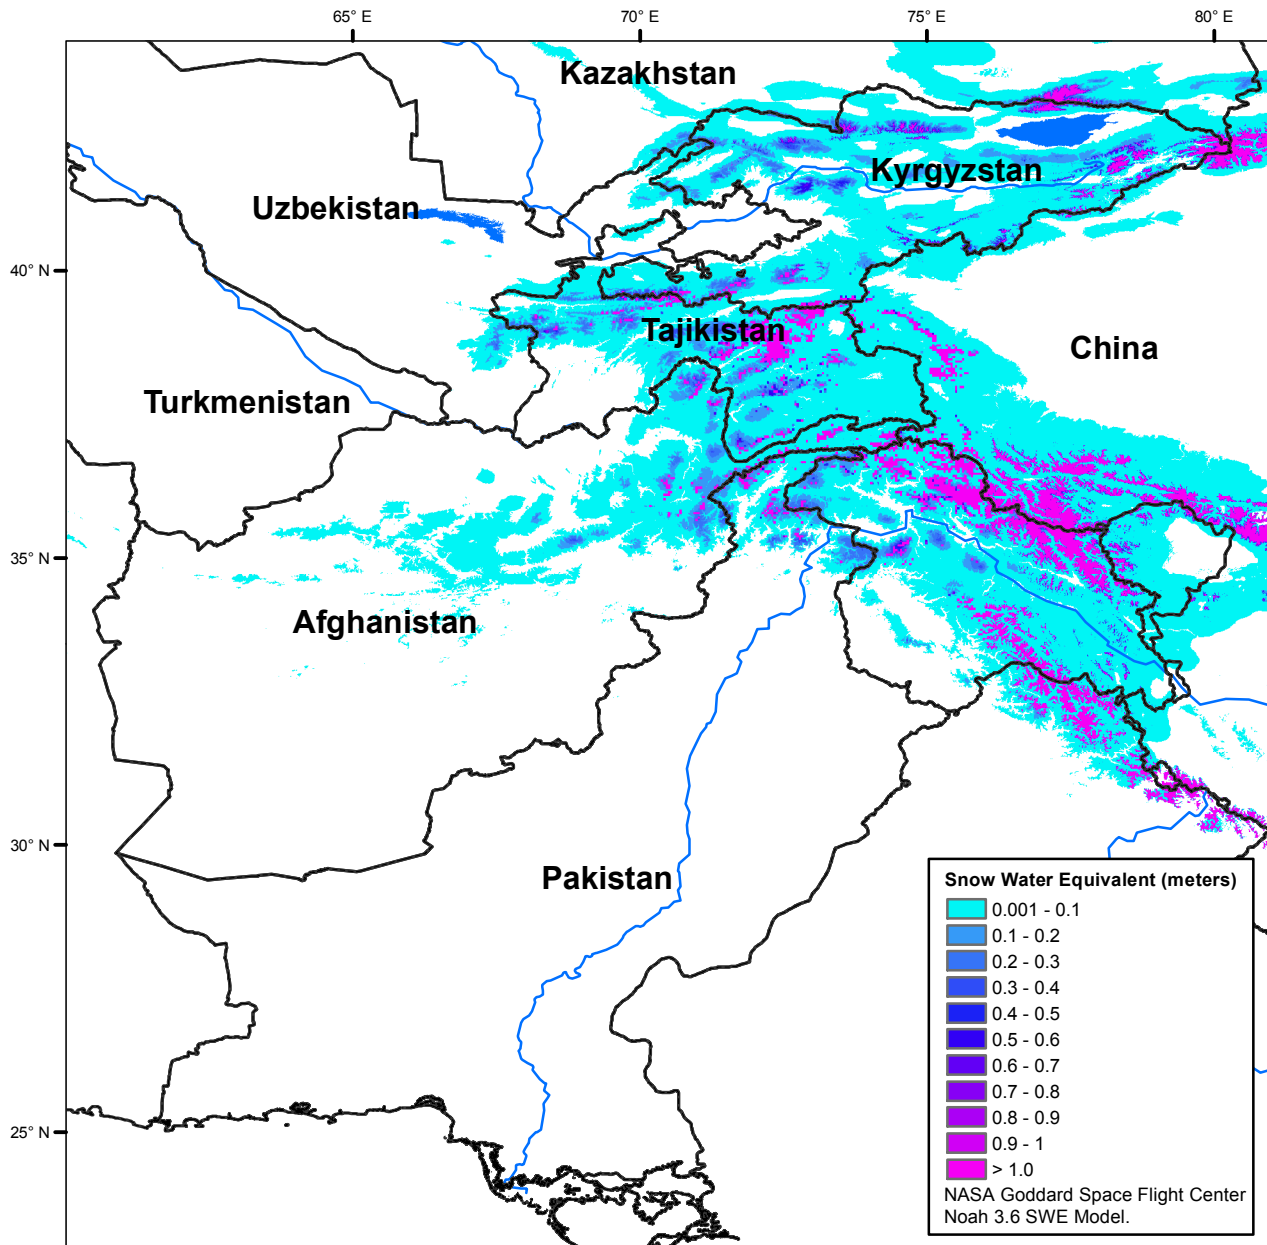 65° E
70° E
75° E
80° E
Kazakhstan
Kyrgyzstan
Uzbekistan
40° N
Tajikistan
China
Turkmenistan
35° N
Afghanistan
30° N
Pakistan
25° N
Snow Water Equivalent (meters)
0.001 - 0.1
0.1 - 0.2
0.2 - 0.3
0.3 - 0.4
0.4 - 0.5
0.5 - 0.6
0.6 - 0.7
0.7 - 0.8
0.8 - 0.9
0.9 - 1
> 1.0
NASA Goddard Space Flight Center
Noah 3.6 SWE Model.